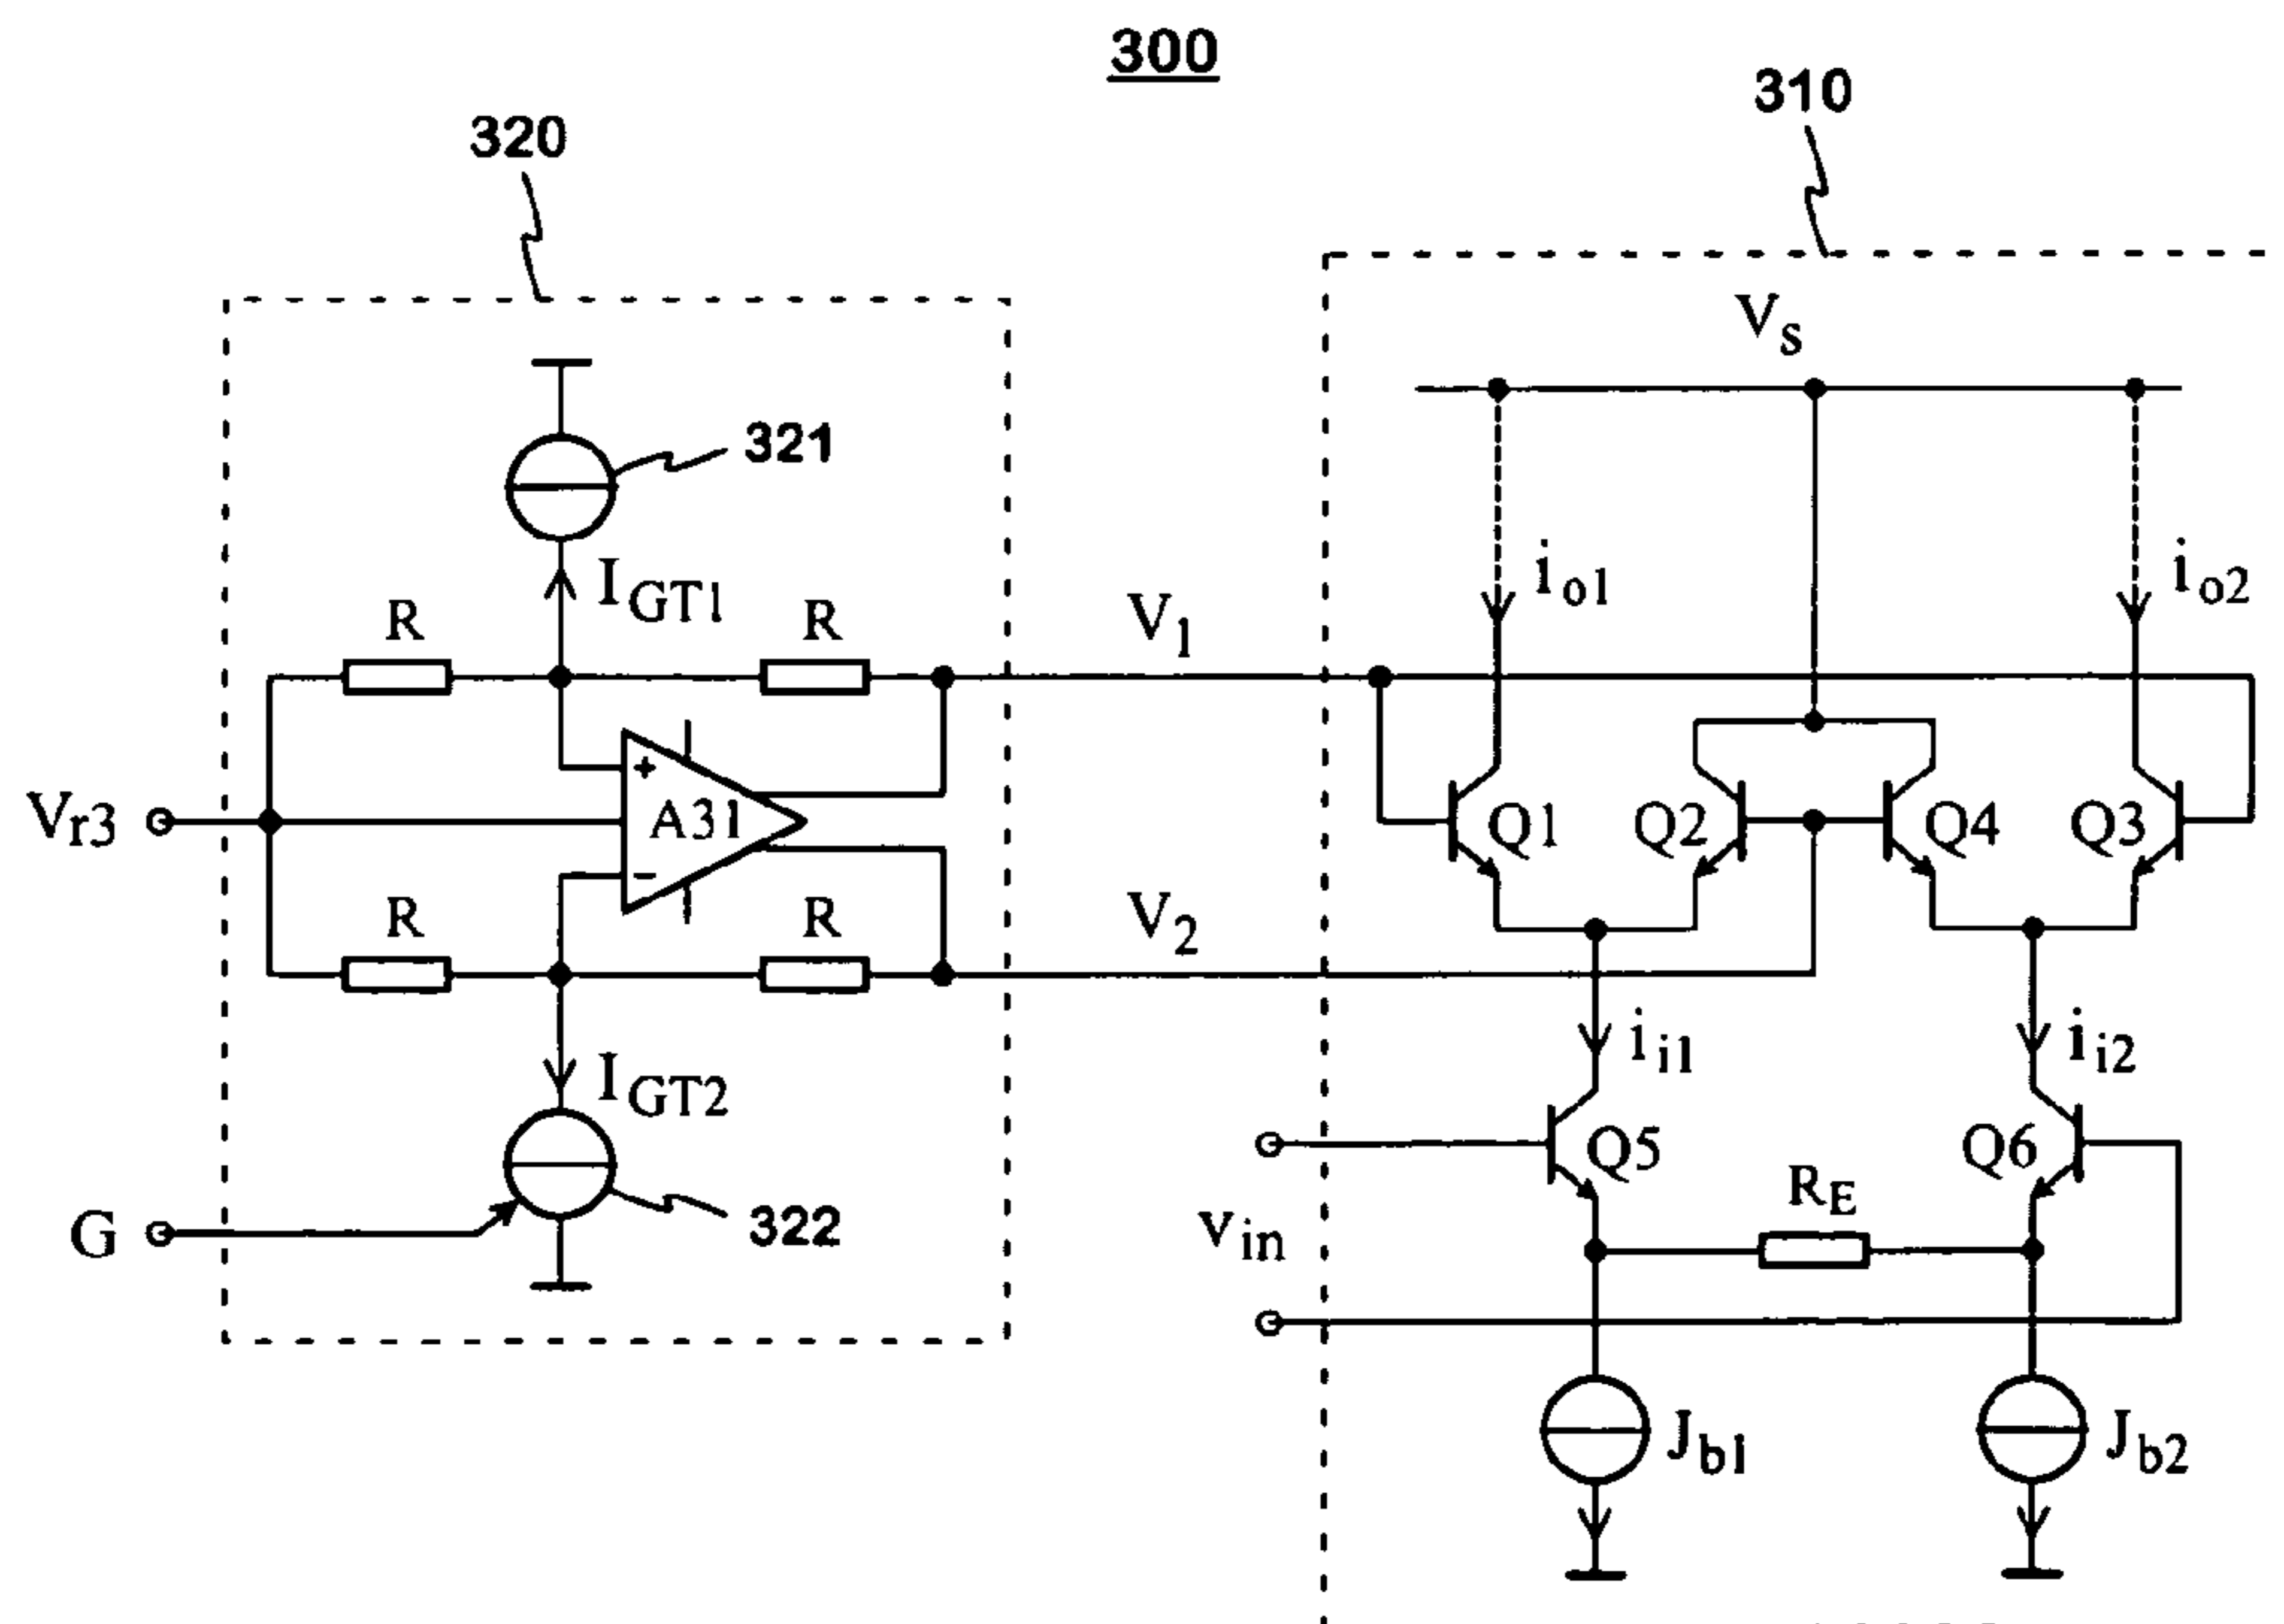 300
310
320
V_s
321
I_GT1
i_o1
i_o2
R
R
V_1
+
A31
V_r3
Q1
Q2
Q4
Q3
−
R
R
V_2
I_GT2
i_i1
i_i2
Q5
Q6
R_E
G
322
v_in
J_b1
J_b2